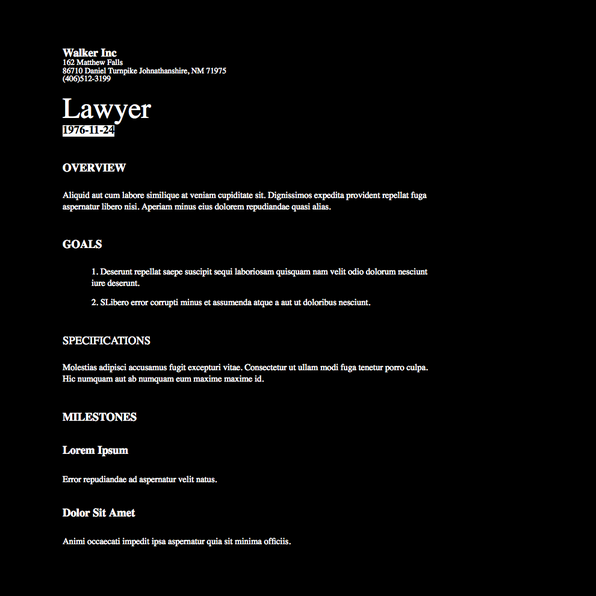 Walker Inc
162 Matthew Falls
86710 Daniel Turnpike Johnathanshire, NM 71975
(406)512-3199
Lawyer
1976-11-24
OVERVIEW
Aliquid aut cum labore similique at veniam cupiditate sit. Dignissimos expedita provident repellat fuga
aspernatur libero nisi. Aperiam minus eius dolorem repudiandae quasi alias.
GOALS
1. Deserunt repellat saepe suscipit sequi laboriosam quisquam nam velit odio dolorum nesciunt
iure deserunt.
2. SLibero error corrupti minus et assumenda atque a aut ut doloribus nesciunt.
SPECIFICATIONS
Molestias adipisci accusamus fugit excepturi vitae. Consectetur ut ullam modi fuga tenetur porro culpa.
Hic numquam aut ab numquam eum maxime maxime id.
MILESTONES
Lorem Ipsum
Error repudiandae ad aspernatur velit natus.
Dolor Sit Amet
Animi occaecati impedit ipsa aspernatur quia sit minima officiis.